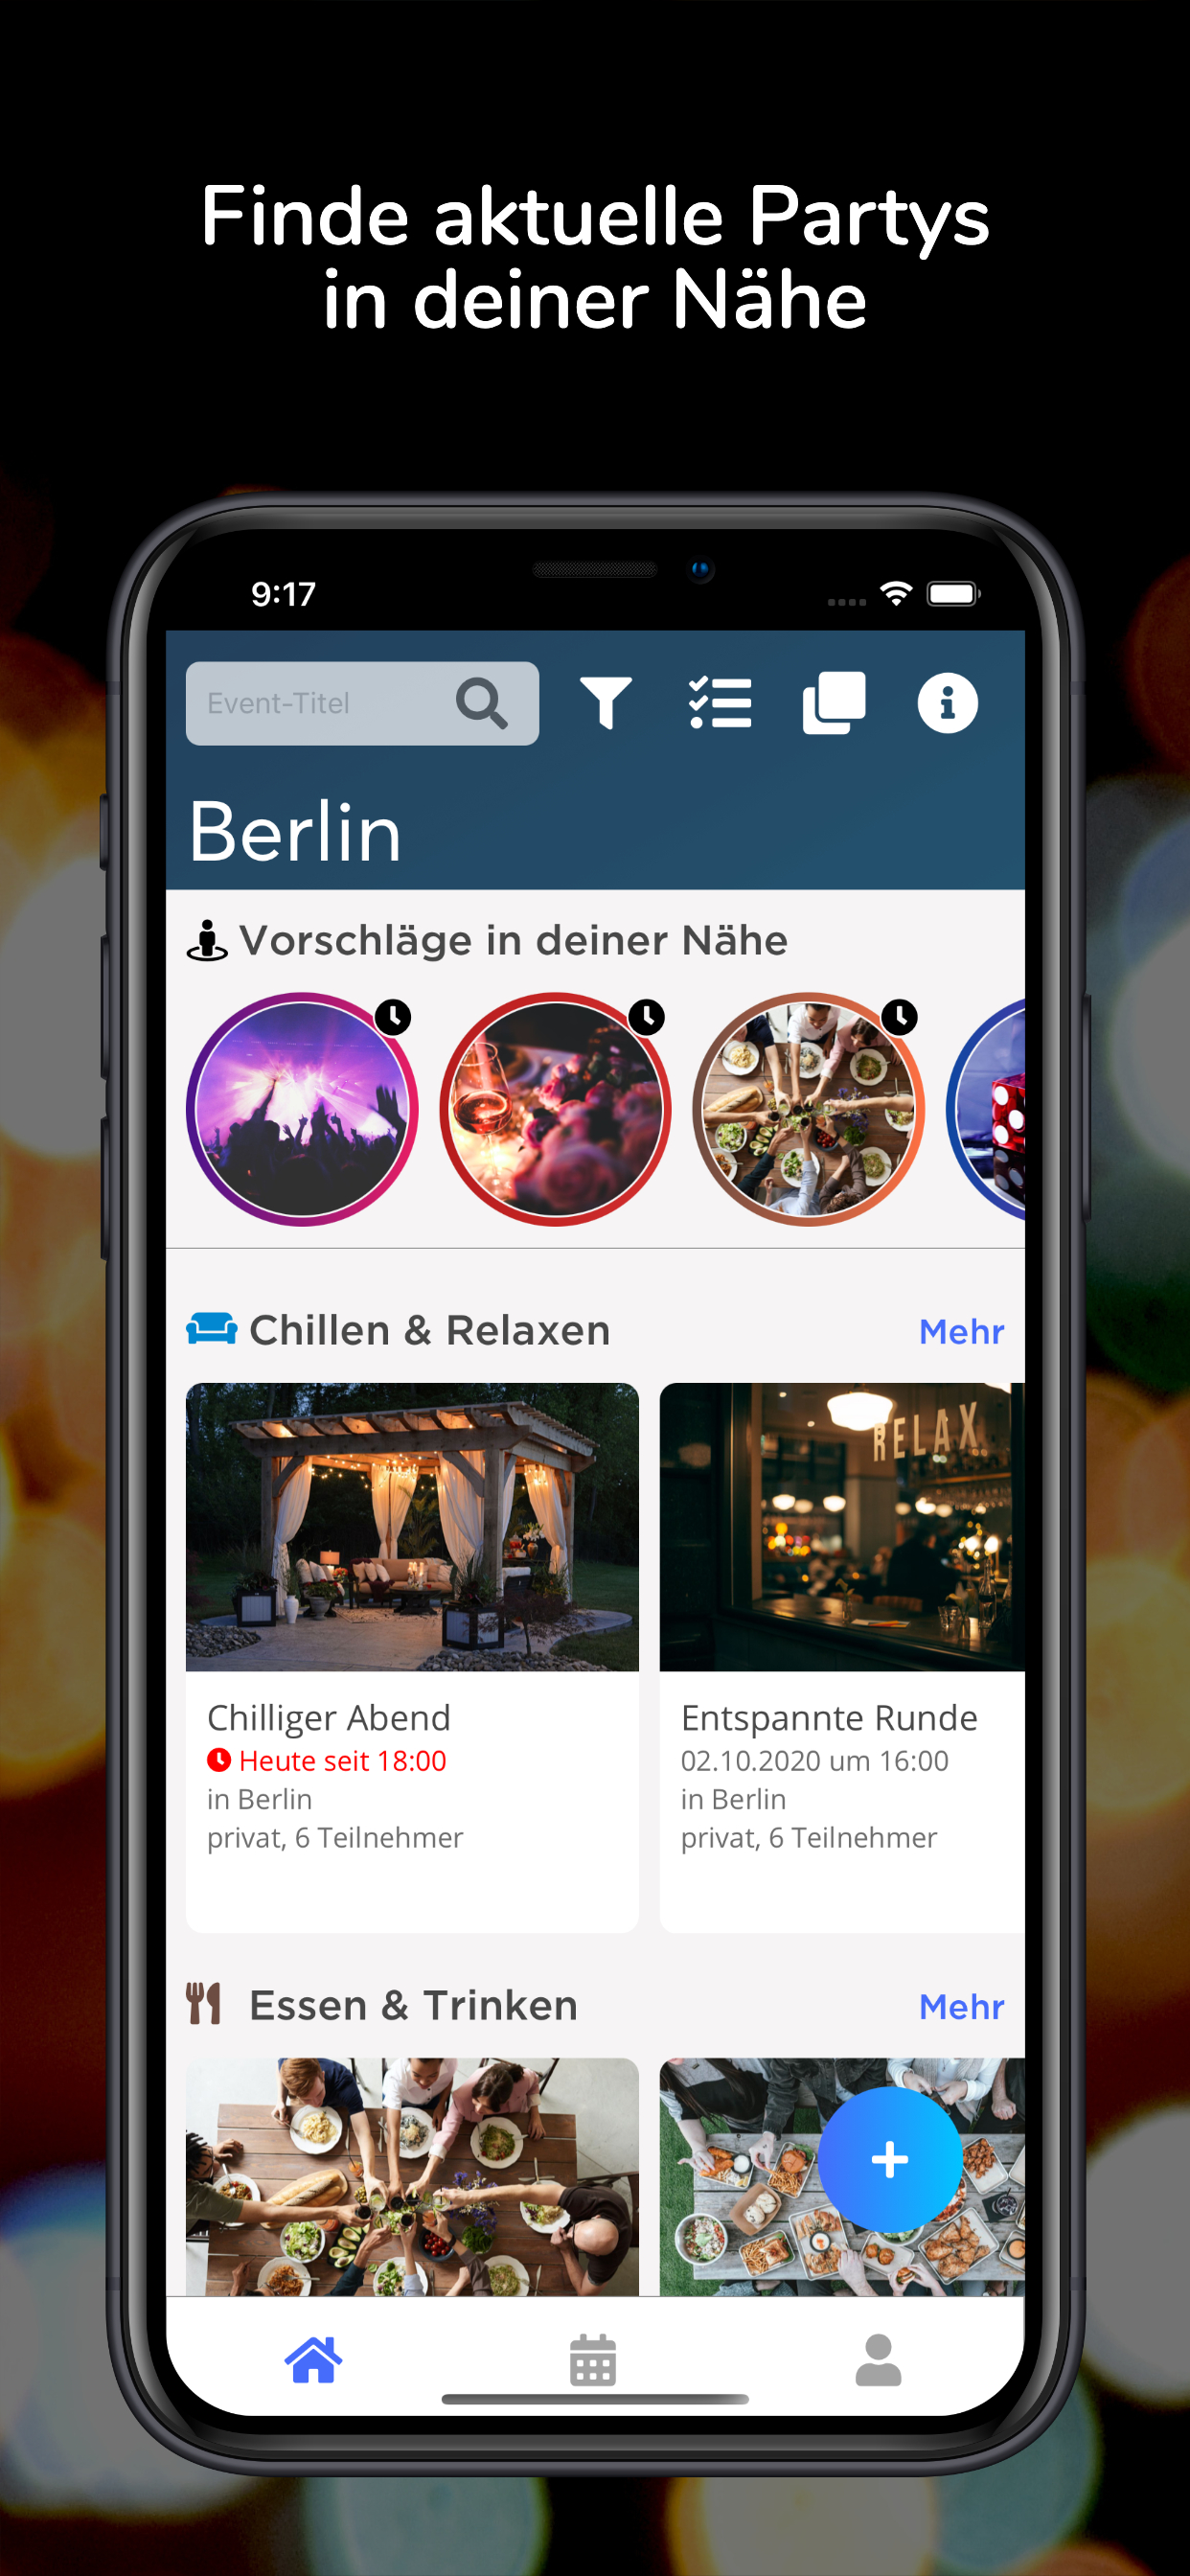 Finde aktuelle Partys
in deiner Nähe
9:17
Event-Titel
Berlin
Vorschläge in deiner Nähe
Chillen & Relaxen
Mehr
RELAX
Chilliger Abend
Heute seit 18:00
in Berlin
privat, 6 Teilnehmer
Entspannte Runde
02.10.2020 um 16:00
in Berlin
privat, 6 Teilnehmer
Essen & Trinken
Mehr